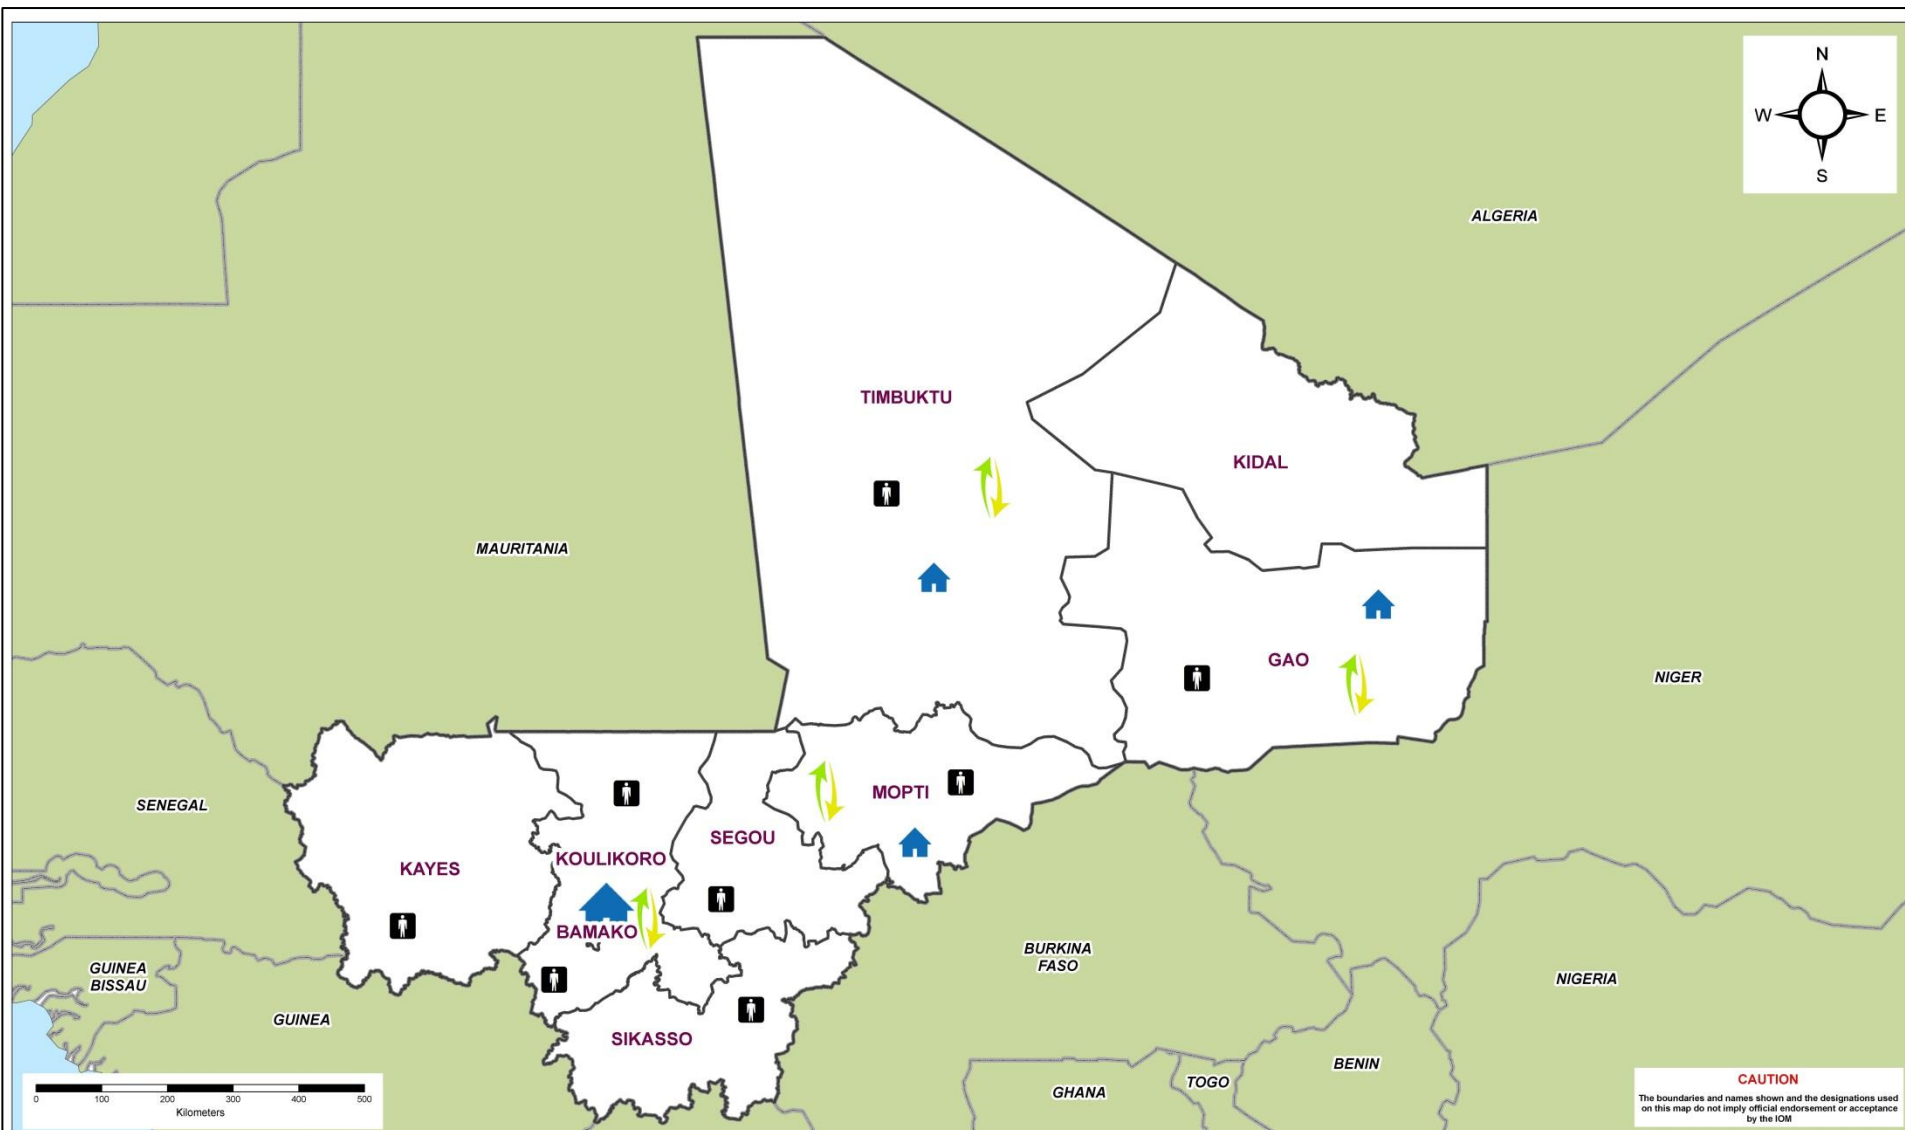 N
W
E
S
ALGERIA
TIMBUKTU
KIDAL
MAURITANIA
GAO
NIGER
SENEGAL
MOPTI
SEGOU
KOULIKORO
KAYES
BAMAKO
GUINEA
BISSAU
BURKINA
FASO
NIGERIA
GUINEA
SIKASSO
BENIN
TOGO
GHANA
0 100 200 300 400 500
Kilometers
CAUTION
The boundaries and names shown and the designations used
on this map do not imply official endorsement or acceptance
by the IOM